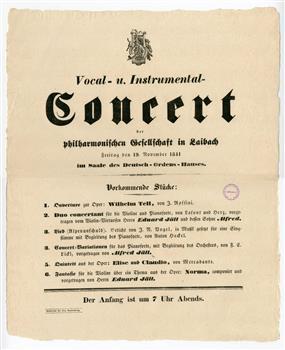 Vocal- u. Instrumental-
Concert
der
philharmonischen Gesellschaft in Laibach
Freitag den 19. November 1841
im Saale des Deutsch-Ordens-Hauses.
Vorkommende Stücke:
1. Ouverture zur Oper: Wilhelm Tell, von J. Rossini.
2. Duo concertant für die Violine und Pianoforte, von Lafont und Herz, vorge-
tragen vom Violin-Virtuosen Herrn Eduard Jäll und dessen Sohne Alfred.
3. Lied (Alpenunschuld). Gedicht von J. N. Vogel, in Musik gesetzt für eine Sing-
stimme mit Begleitung des Pianoforte, von Anton Hackel.
4. Concert-Variationen für das Pianoforte, mit Begleitung des Orchesters, von
vorgetragen von Alfred Jäll.
5. Quintett aus der Oper: Elise und Claudio, von Mercadante.
6. Fantasie für die Violine über ein Thema aus der Oper: Norma, componirt und
vorgetragen von Herrn Eduard Jäll.
Der Anfang ist um 7 Uhr Abends.